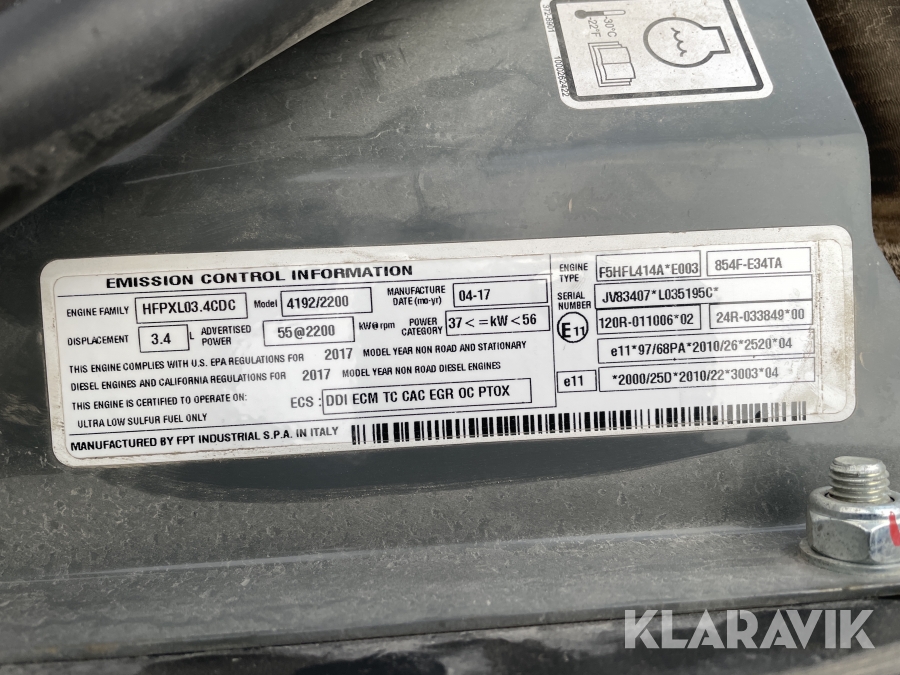 372-8901
1000262422
-30°C
-22°F
EMISSION CONTROL INFORMATION
ENGINE FAMILY HFPXL03.4CDC Model 4192/2200 MANUFACTURE DATE (mo-yr) 04-17
DISPLACEMENT 3.4 L ADVERTISED POWER 55@2200 kW@rpm POWER CATEGORY 37<=kW<56
THIS ENGINE COMPLIES WITH U.S. EPA REGULATIONS FOR 2017 MODEL YEAR NON ROAD AND STATIONARY
DIESEL ENGINES AND CALIFORNIA REGULATIONS FOR 2017 MODEL YEAR NON ROAD DIESEL ENGINES
THIS ENGINE IS CERTIFIED TO OPERATE ON: ECS: DDI ECM TC CAC EGR OC PTOX
ULTRA LOW SULFUR FUEL ONLY
MANUFACTURED BY FPT INDUSTRIAL S.P.A. IN ITALY
ENGINE TYPE F5HFL414A*E003 854F-E34TA
SERIAL NUMBER JV83407*L035195C*
E11 120R-011006*02 24R-033849*00
e11*97/68PA*2010/26*2520*04
e11 *2000/25D*2010/22*3003*04
KLARAVIK